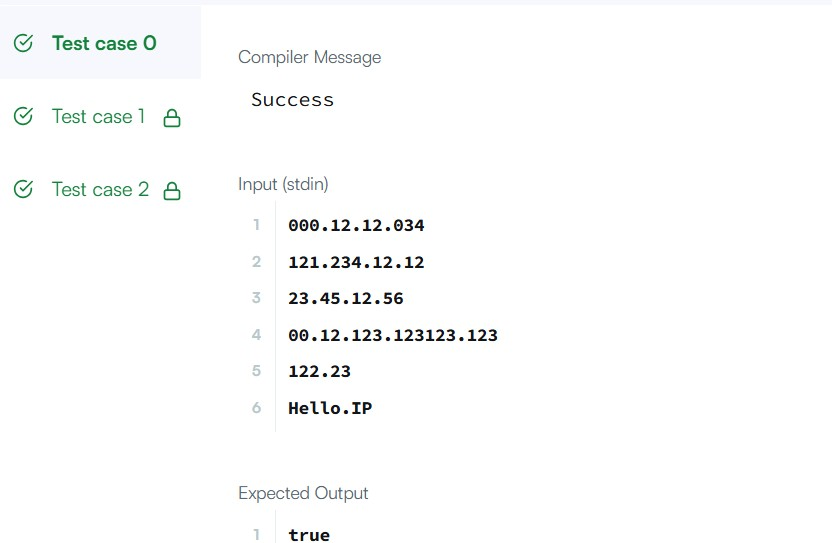 Test case 0
Test case 1
Test case 2
Compiler Message
Success
Input (stdin)
1 000.12.12.034
2 121.234.12.12
3 23.45.12.56
4 00.12.123.123123.123
5 122.23
6 Hello.IP
Expected Output
1 true